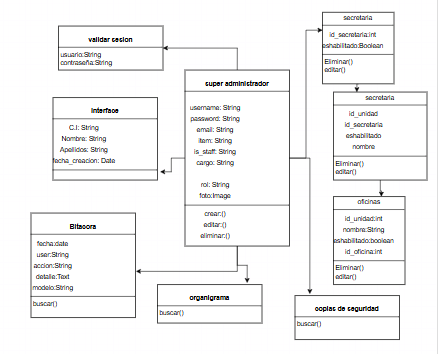 validar sesion
usuario:String
contraseña:String
interface
C.I: String
Nombre: String
Apellidos: String
fecha_creacion: Date
super administrador
username: String
password: String
email: String
item: String
is_staff: String
cargo: String
rol: String
foto:Image
crear:()
editar:()
eliminar:()
secretaria
id_secretaria:int
eshabilitado:Boolean
Eliminar()
editar()
secretaria
id_unidad
id_secretaria
eshabilitado
nombre
Eliminar()
editar()
oficinas
id_unidad:int
nombre:String
eshabilitado:boolean
id_oficina:int
Eliminar()
editar()
Bitacora
fecha:date
user:String
accion:String
detalle:Text
modelo:String
buscar()
organigrama
buscar()
copias de seguridad
buscar()